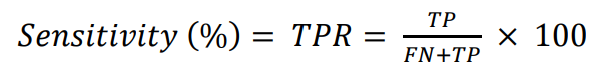 Sensitivity (%) = TPR = TP / FN+TP × 100